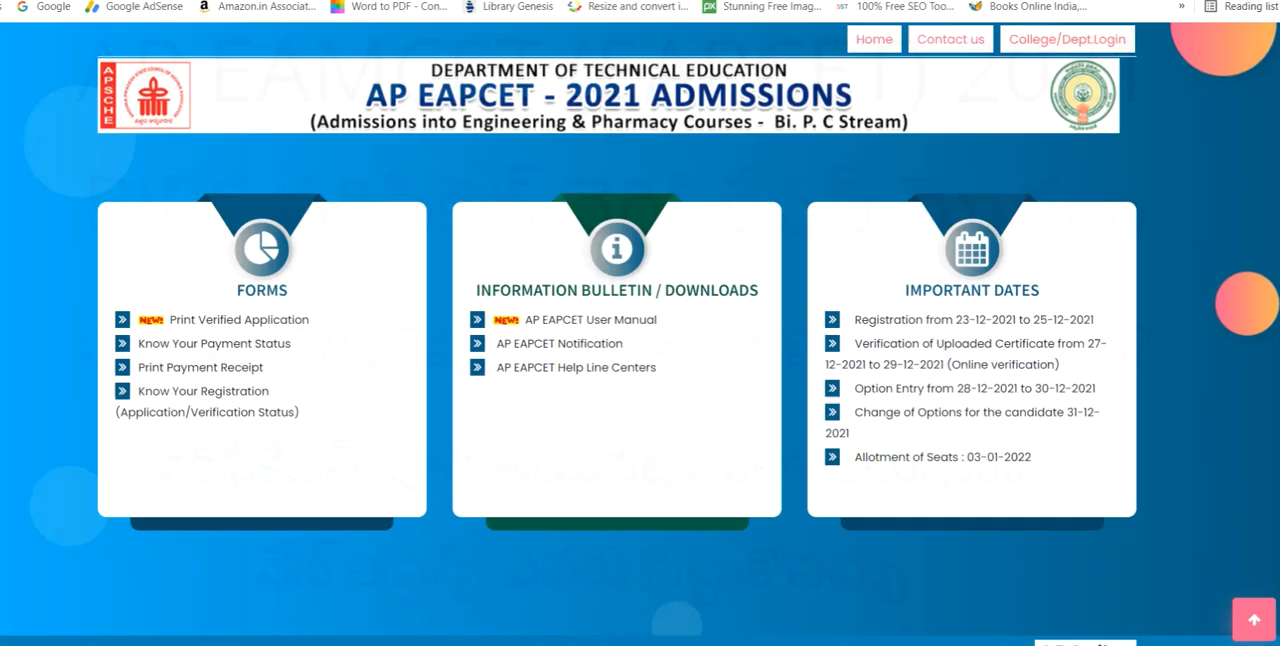 Google
Google AdSense
Amazon.in Associat...
Word to PDF - Con...
Library Genesis
Resize and convert i...
Stunning Free Imag...
100% Free SEO Too...
Books Online India,...
»
Reading list
Home
Contact us
College/Dept.Login
APSCHE
DEPARTMENT OF TECHNICAL EDUCATION
AP EAPCET - 2021 ADMISSIONS
(Admissions into Engineering & Pharmacy Courses - Bi. P. C Stream)
FORMS
NEW! Print Verified Application
Know Your Payment Status
Print Payment Receipt
Know Your Registration
(Application/Verification Status)
INFORMATION BULLETIN / DOWNLOADS
NEW! AP EAPCET User Manual
AP EAPCET Notification
AP EAPCET Help Line Centers
IMPORTANT DATES
Registration from 23-12-2021 to 25-12-2021
Verification of Uploaded Certificate from 27-
12-2021 to 29-12-2021 (Online verification)
Option Entry from 28-12-2021 to 30-12-2021
Change of Options for the candidate 31-12-
2021
Allotment of Seats : 03-01-2022